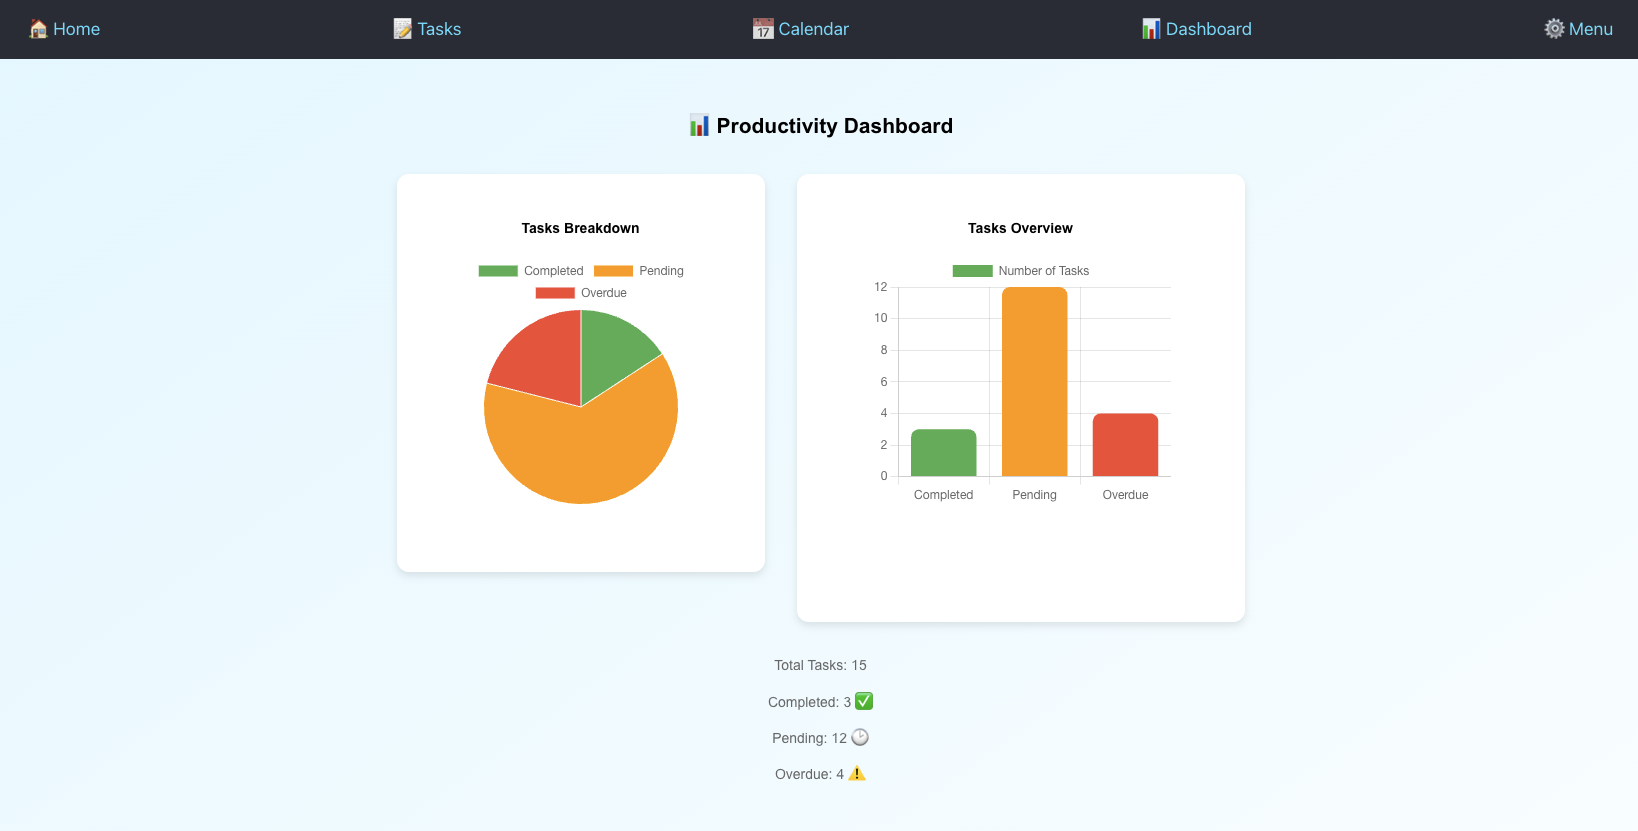 🏠 Home 📝 Tasks 📅 Calendar 📊 Dashboard ⚙️ Menu
17
📊 Productivity Dashboard
Tasks Breakdown
Completed Pending
Overdue
Tasks Overview
Number of Tasks
12
10
8
6
4
2
0
Completed Pending Overdue
Total Tasks: 15
Completed: 3 ✅
Pending: 12 🕑
Overdue: 4 ⚠️